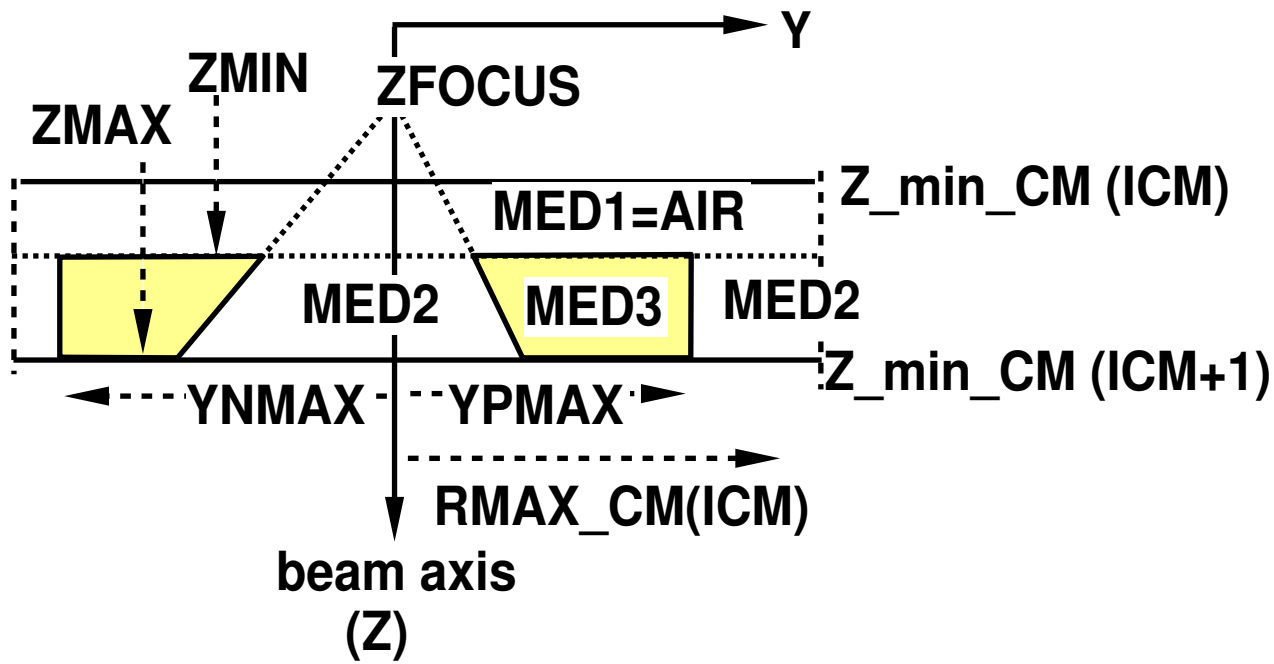 Y
ZMIN
ZFOCUS
ZMAX
Z_min_CM (ICM)
MED1=AIR
MED2
MED3
MED2
Z_min_CM (ICM+1)
YNMAX
YPMAX
RMAX_CM(ICM)
beam axis
(Z)